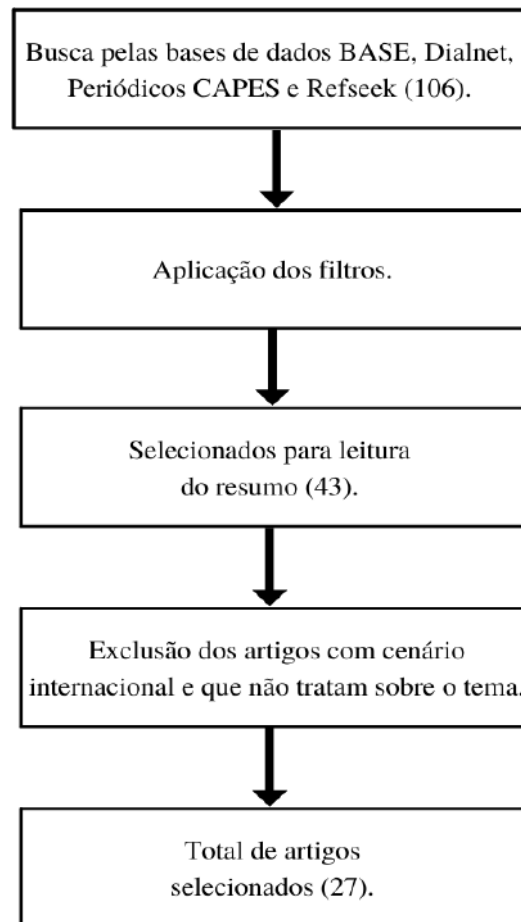 Busca pelas bases de dados BASE, Dialnet,
Periódicos CAPES e Refseek (106).
Aplicação dos filtros.
Selecionados para leitura
do resumo (43).
Exclusão dos artigos com cenário
internacional e que não tratam sobre o tema.
Total de artigos
selecionados (27).